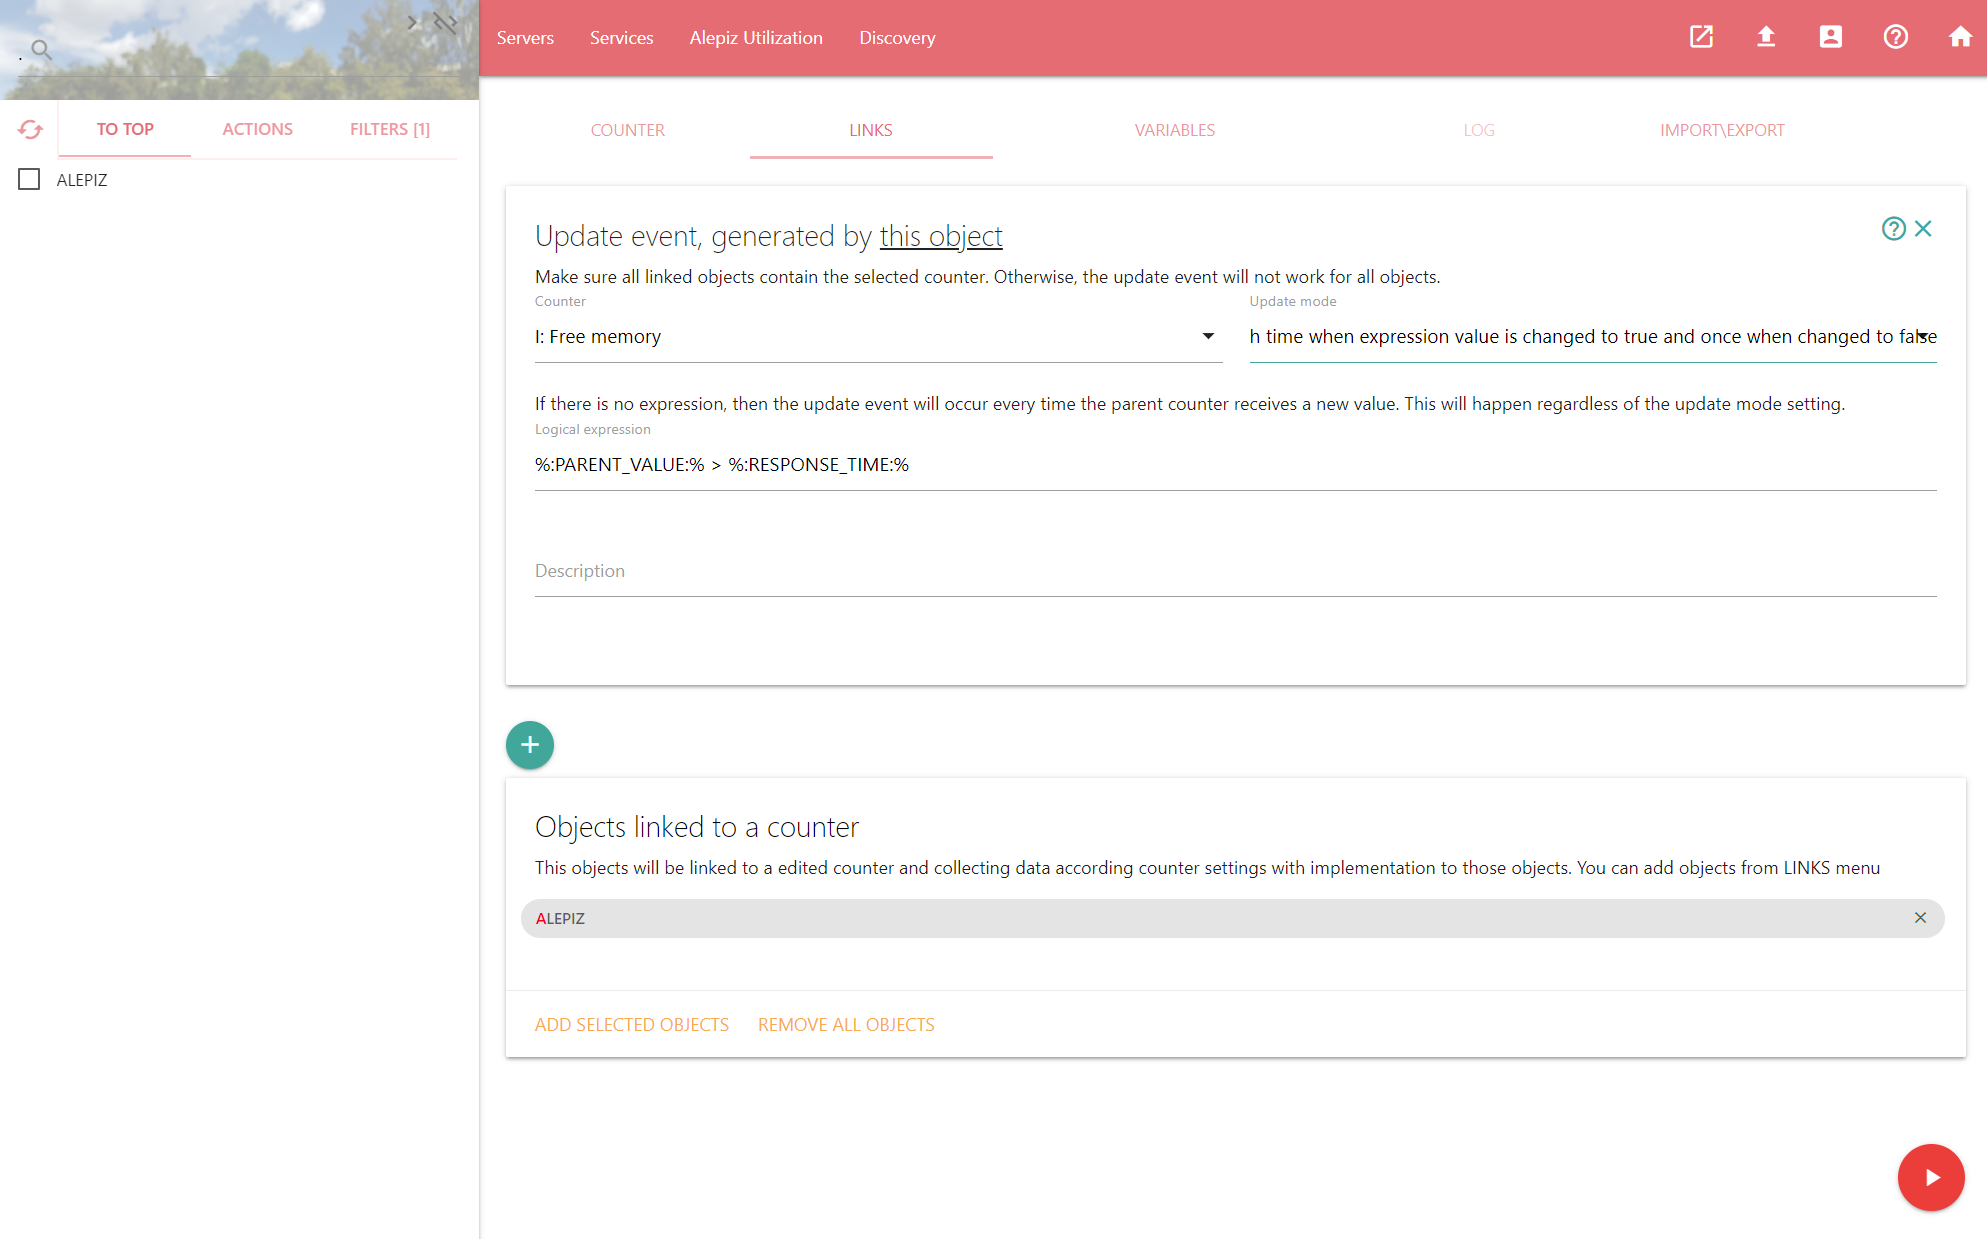 Servers Services Alepiz Utilization Discovery
.
TO TOP ACTIONS FILTERS [1]
ALEPIZ
COUNTER LINKS VARIABLES LOG IMPORT\EXPORT
Update event, generated by this object
Make sure all linked objects contain the selected counter. Otherwise, the update event will not work for all objects.
Counter Update mode
I: Free memory h time when expression value is changed to true and once when changed to false
If there is no expression, then the update event will occur every time the parent counter receives a new value. This will happen regardless of the update mode setting.
Logical expression
%:PARENT_VALUE:% > %:RESPONSE_TIME:%
Description
Objects linked to a counter
This objects will be linked to a edited counter and collecting data according counter settings with implementation to those objects. You can add objects from LINKS menu
ALEPIZ
ADD SELECTED OBJECTS REMOVE ALL OBJECTS